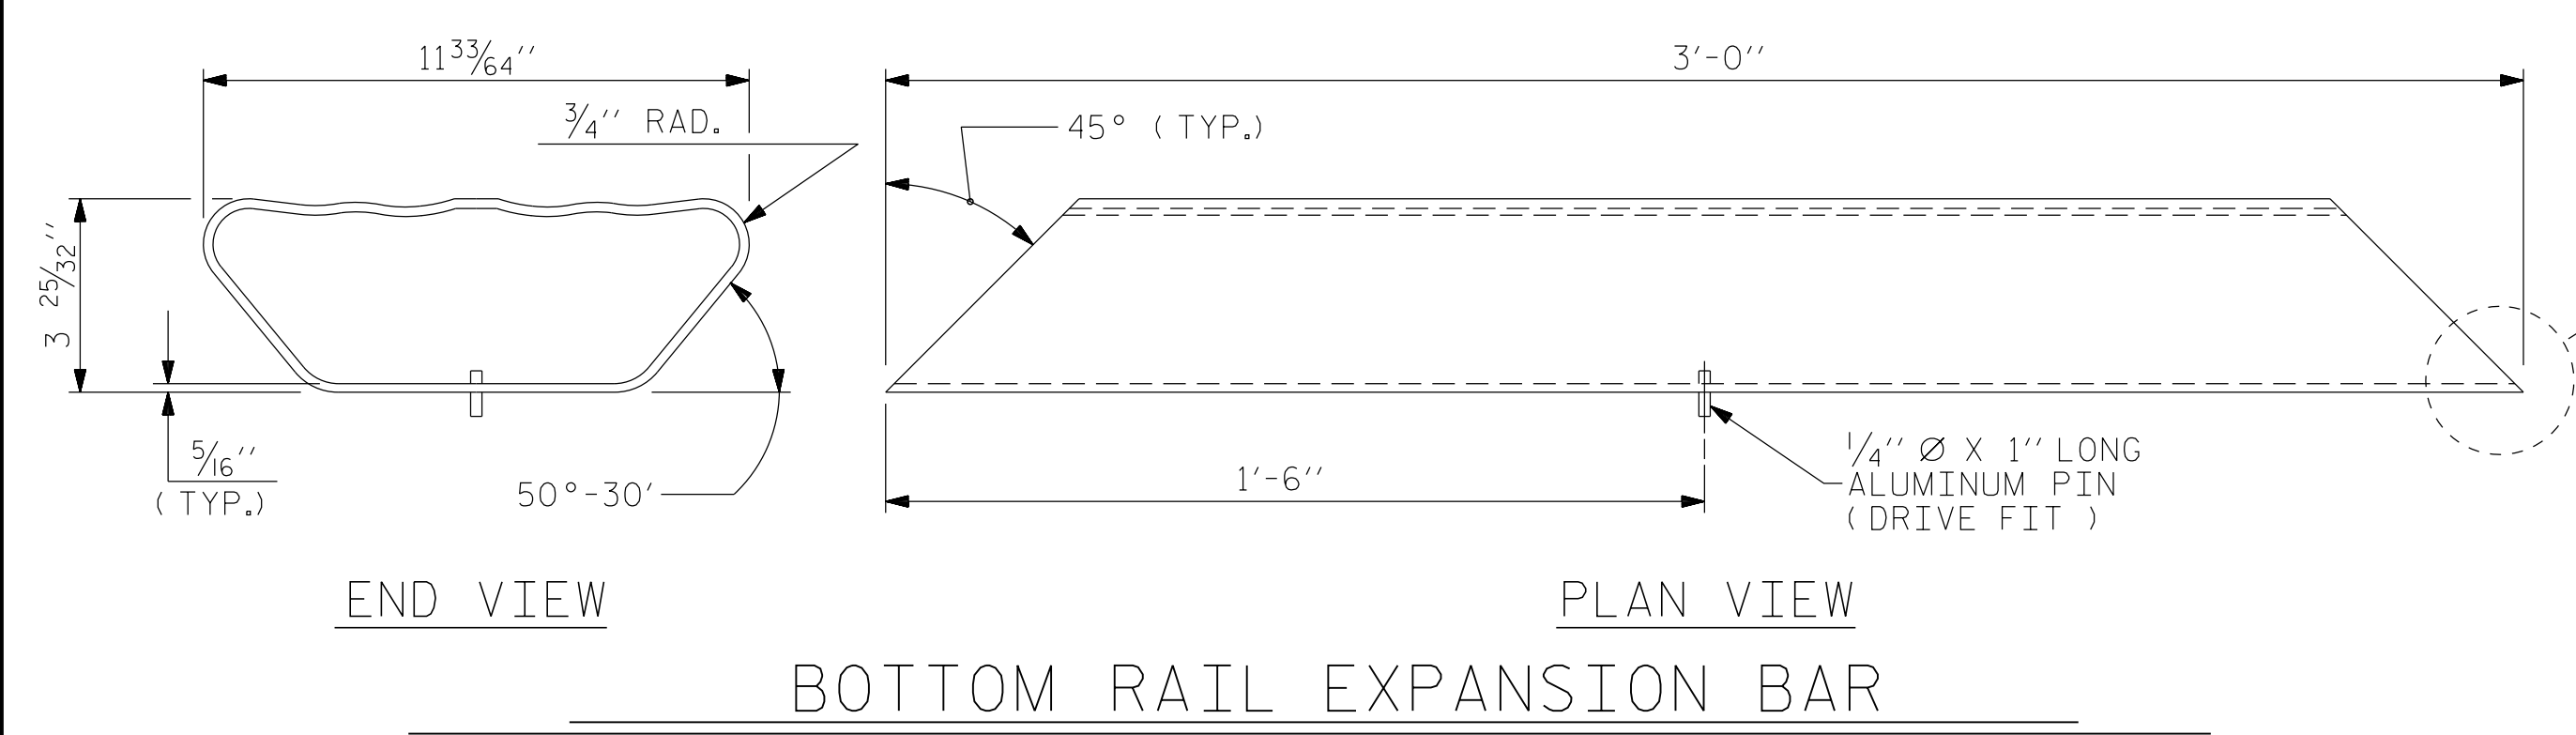 11 33/64''
3'-0''
3/4'' RAD.
45° (TYP.)
3 25/32''
5/16''
(TYP.)
50°-30'
1'-6''
1/4'' Ø X 1'' LONG
ALUMINUM PIN
(DRIVE FIT)
END VIEW
PLAN VIEW
BOTTOM RAIL EXPANSION BAR